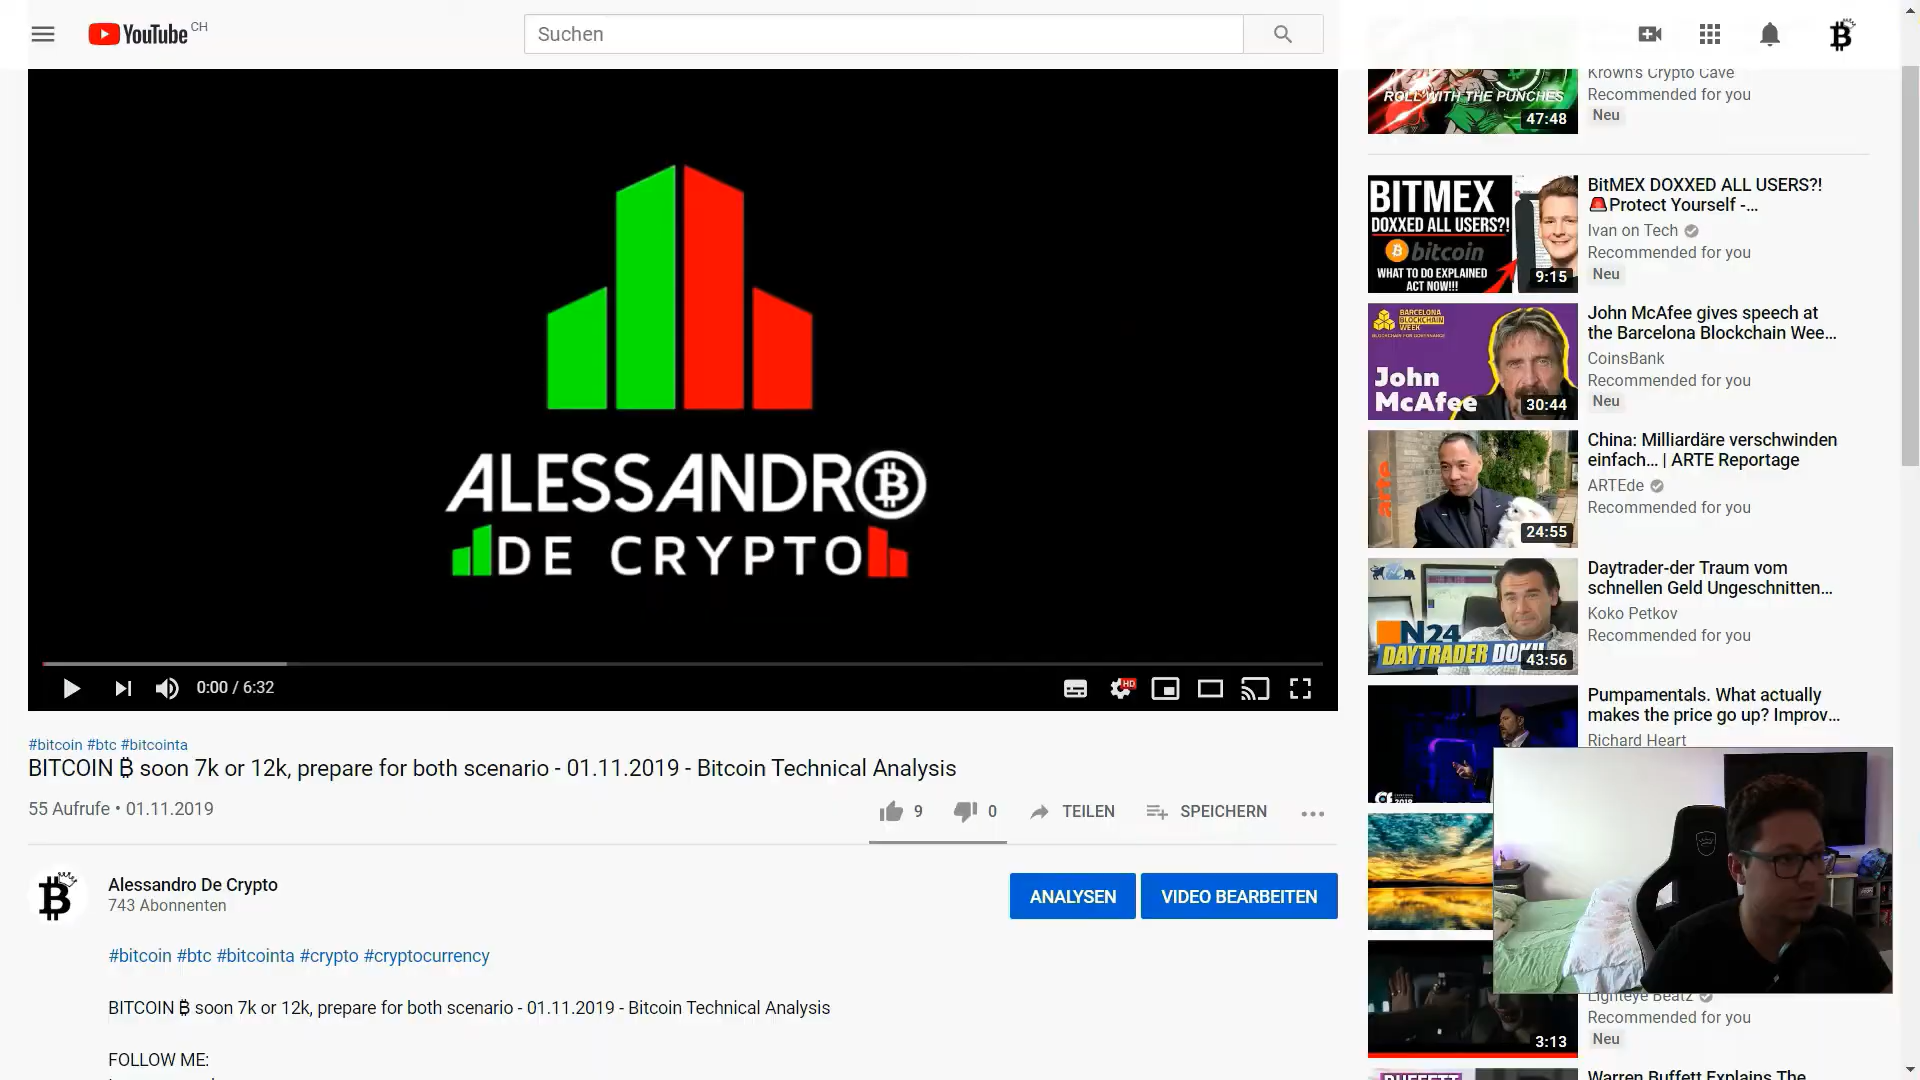 YouTube CH
Suchen
ALESSANDRO
DE CRYPTO
0:00 / 6:32
HD
#bitcoin #btc #bitcointa
BITCOIN ₿ soon 7k or 12k, prepare for both scenario - 01.11.2019 - Bitcoin Technical Analysis
55 Aufrufe • 01.11.2019
9
0
TEILEN
SPEICHERN
Alessandro De Crypto
743 Abonnenten
ANALYSEN
VIDEO BEARBEITEN
#bitcoin #btc #bitcointa #crypto #cryptocurrency
BITCOIN ₿ soon 7k or 12k, prepare for both scenario - 01.11.2019 - Bitcoin Technical Analysis
FOLLOW ME:
ROLL WITH THE PUNCHES
47:48
Krown's Crypto Cave
Recommended for you
Neu
BITMEX
DOXXED ALL USERS?!
bitcoin
WHAT TO DO EXPLAINED
ACT NOW!!!
9:15
BitMEX DOXXED ALL USERS?!
🚨Protect Yourself -...
Ivan on Tech
Recommended for you
Neu
BARCELONA
BLOCKCHAIN
WEEK
BLOCKCHAIN FOR GOVERNANCE
John
McAfee
30:44
John McAfee gives speech at
the Barcelona Blockchain Wee...
CoinsBank
Recommended for you
Neu
arte
24:55
China: Milliardäre verschwinden
einfach... | ARTE Reportage
ARTEde
Recommended for you
N24
DAYTRADER DOKU
43:56
Daytrader-der Traum vom
schnellen Geld Ungeschnitten...
Koko Petkov
Recommended for you
Pumpamentals. What actually
makes the price go up? Improv...
Richard Heart
Lighteye Beatz
Recommended for you
Neu
3:13
BUFFETT
Warren Buffett Explains The